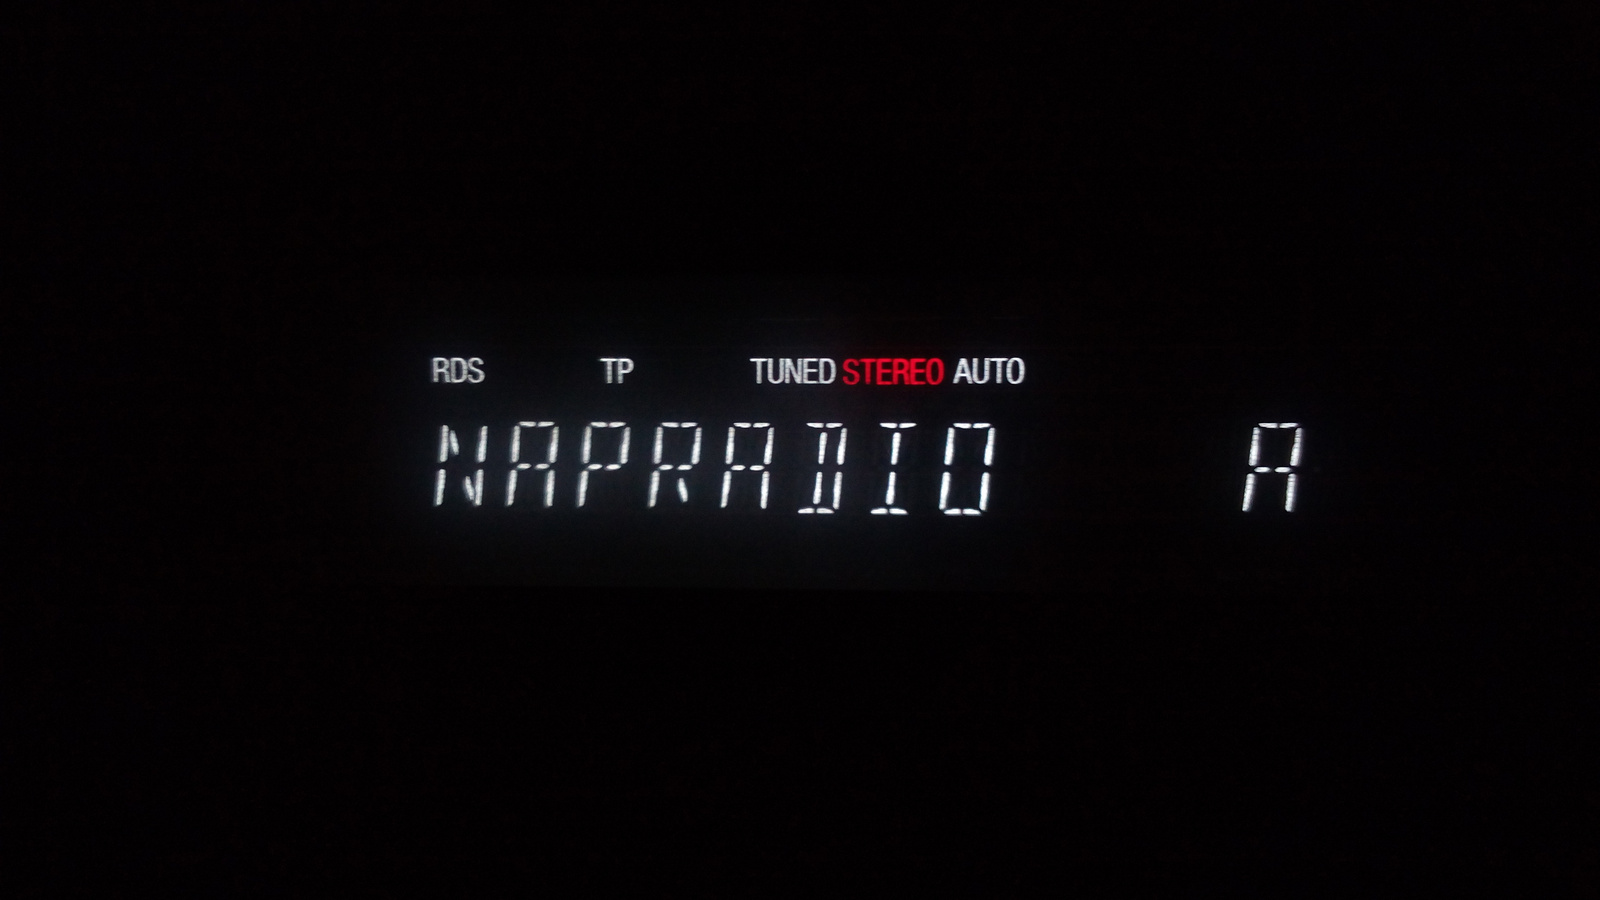 RDS TP TUNED STEREO AUTO
NAPRADIO A